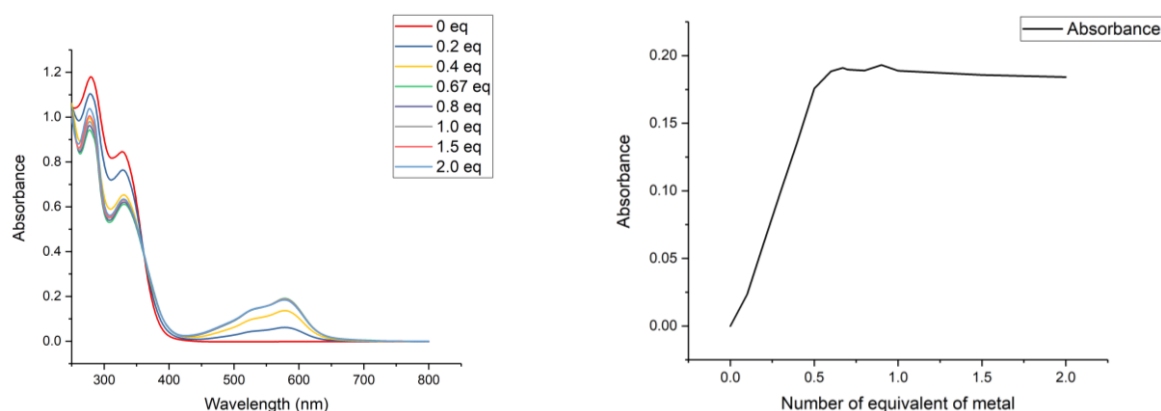 0 eq
0.2 eq
0.4 eq
0.67 eq
0.8 eq
1.0 eq
1.5 eq
2.0 eq
Absorbance
1.2
1.0
0.8
0.6
0.4
0.2
0.0
300 400 500 600 700 800
Wavelength (nm)
Absorbance
Absorbance
0.20
0.15
0.10
0.05
0.00
0.0 0.5 1.0 1.5 2.0
Number of equivalent of metal